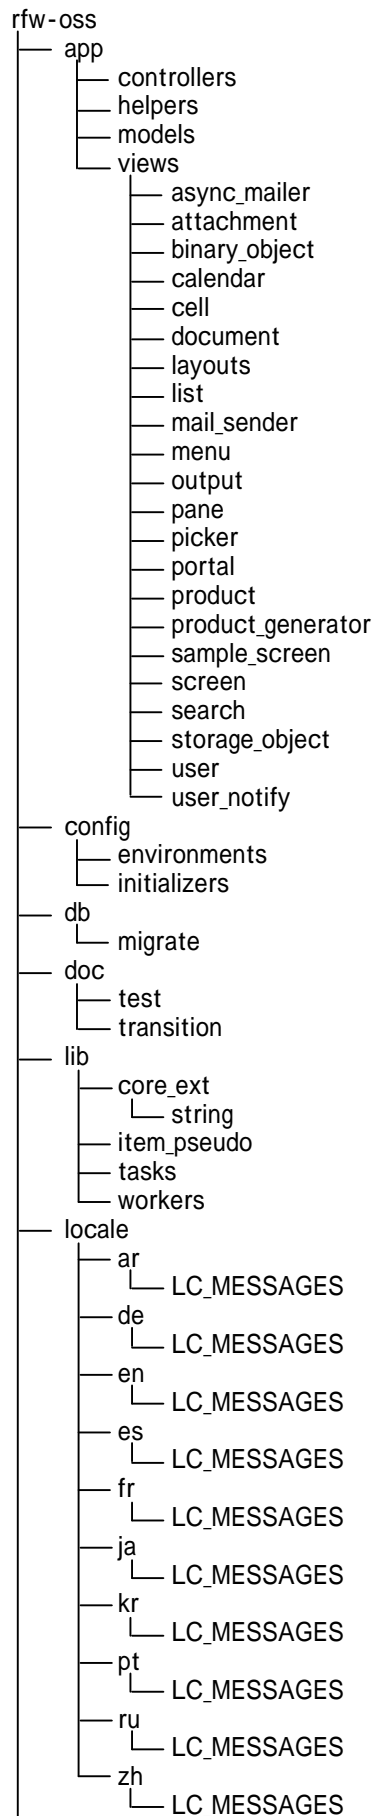 rfw-oss
app
controllers
helpers
models
views
async_mailer
attachment
binary_object
calendar
cell
document
layouts
list
mail_sender
menu
output
pane
picker
portal
product
product_generator
sample_screen
screen
search
storage_object
user
user_notify
config
environments
initializers
db
migrate
doc
test
transition
lib
core_ext
string
item_pseudo
tasks
workers
locale
ar
LC_MESSAGES
de
LC_MESSAGES
en
LC_MESSAGES
es
LC_MESSAGES
fr
LC_MESSAGES
ja
LC_MESSAGES
kr
LC_MESSAGES
pt
LC_MESSAGES
ru
LC_MESSAGES
zh
LC_MESSAGES